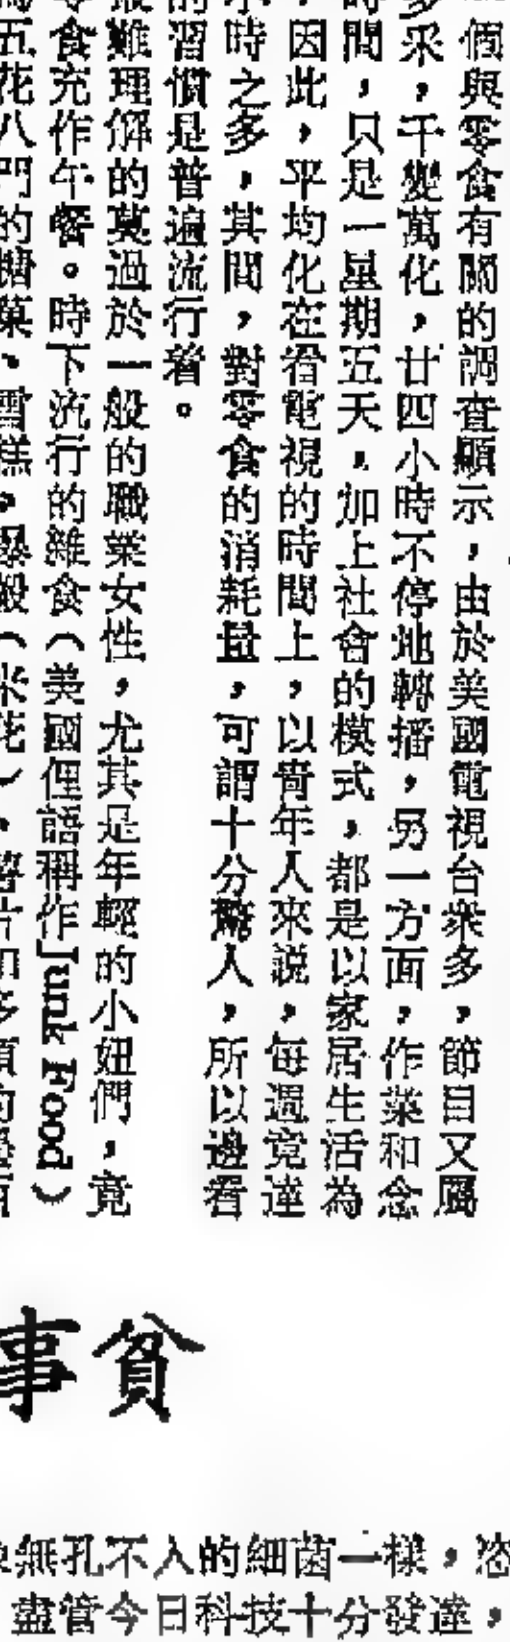 個與零食有關的調查顯示，由於美國電視台衆多，節目又屬
多采，千變萬化，廿四小時不停地轉播，另一方面，作業和念
時間，只是一星期五天，加上社會的模式，都是以家居生活為
，因此，平均化在看電視的時間上，以青年人來說，每週竟達
小時之多，其間，對零食的消耗量，可謂十分驚人，所以邊看
的習慣是普遍流行着。
最難理解的莫過於一般的職業女性，尤其是年輕的小妞們，竟
零食充作午餐。時下流行的雜食（美國俚語稱作Junk Food）
為五花八門的糖菓、雪糕，爆穀（米花），薯片和多
貧事
無孔不入的細菌一樣，恣
盡管今日科技十分發達，